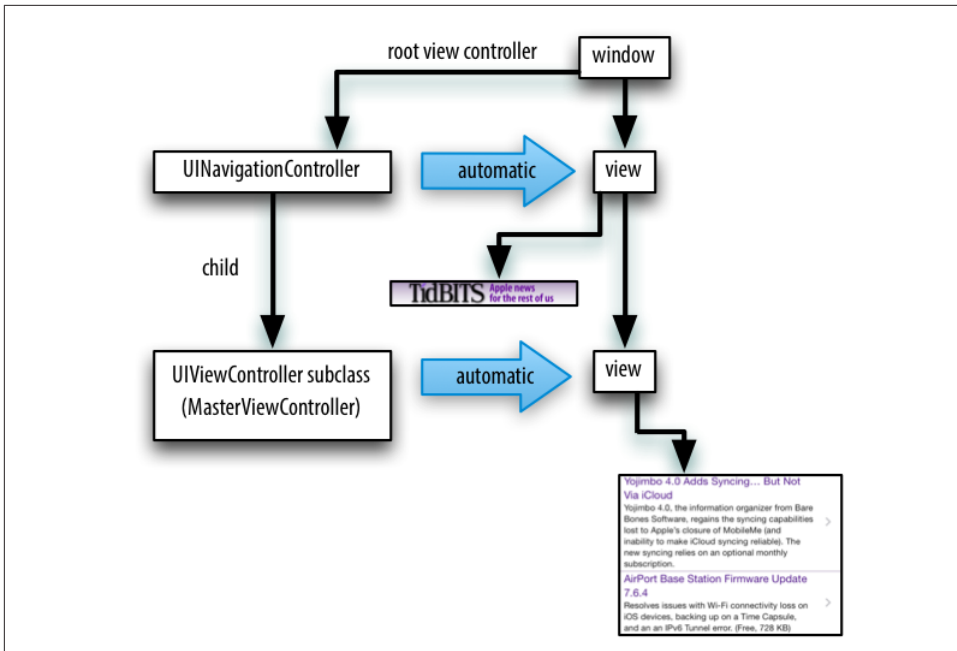 root view controller
window
UINavigationController
automatic
view
child
TidBITS Apple news
for the rest of us
UIViewController subclass
(MasterViewController)
automatic
view
Yojimbo 4.0 Adds Syncing… But Not
Via iCloud
Yojimbo 4.0, the information organizer from Bare
Bones Software, regains the syncing capabilities
lost to Apple's closure of MobileMe (and
inability to make iCloud syncing reliable). The
new syncing relies on an optional monthly
subscription.
AirPort Base Station Firmware Update
7.6.4
Resolves issues with Wi-Fi connectivity loss on
iOS devices, backing up on a Time Capsule,
and an an IPv6 Tunnel error. (Free, 728 KB)